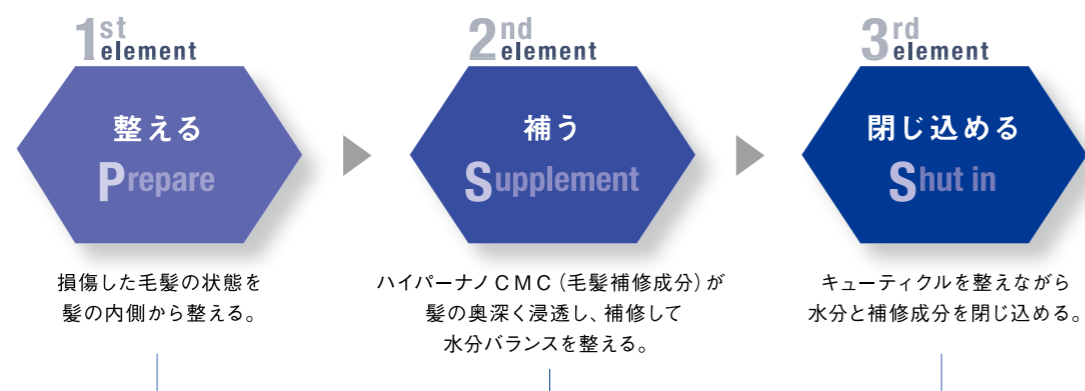 1st element
整える
Prepare
損傷した毛髪の状態を
髪の内側から整える。
2nd element
補う
Supplement
ハイパーナノCMC(毛髪補修成分)が
髪の奥深く浸透し、補修して
水分バランスを整える。
3rd element
閉じ込める
Shut in
キューティクルを整えながら
水分と補修成分を閉じ込める。